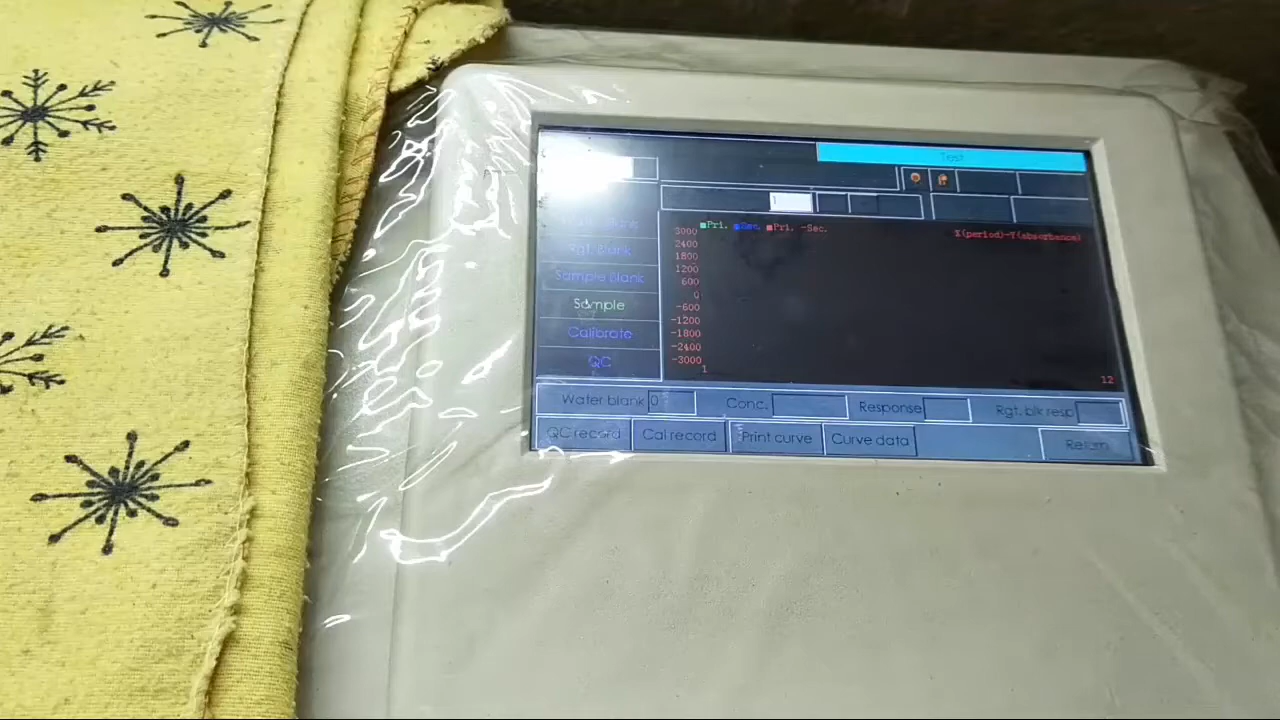 Test
Pri. Sec. Pri. -Sec.
X(period)-Y(absorbance)
3000
2400
1800
1200
600
0
-600
-1200
-1800
-2400
-3000
1
12
Rgt. blank
Sample blank
Sample
Calibrate
QC
Water blank 0 Conc. Response Rgt. blk resp
QC record Cal record Print curve Curve data Return